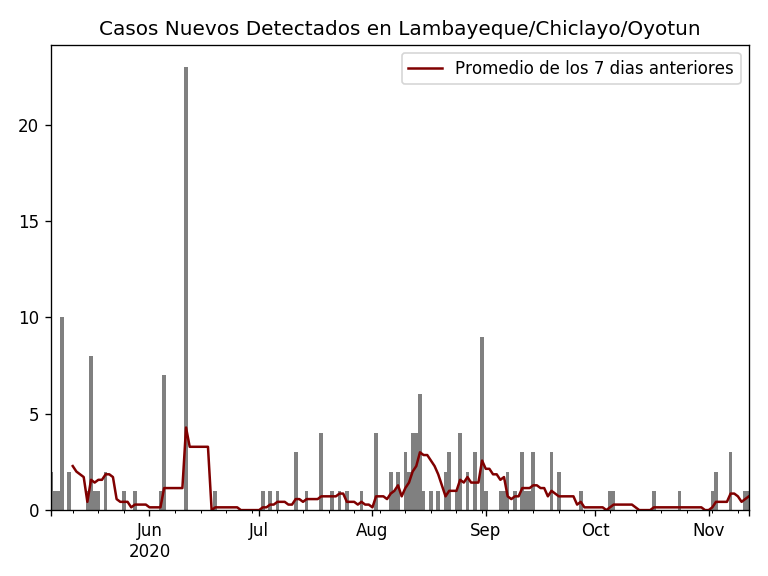 Casos Nuevos Detectados en Lambayeque/Chiclayo/Oyotun
Promedio de los 7 dias anteriores
20
15
10
5
0
Jun Jul Aug Sep Oct Nov
2020